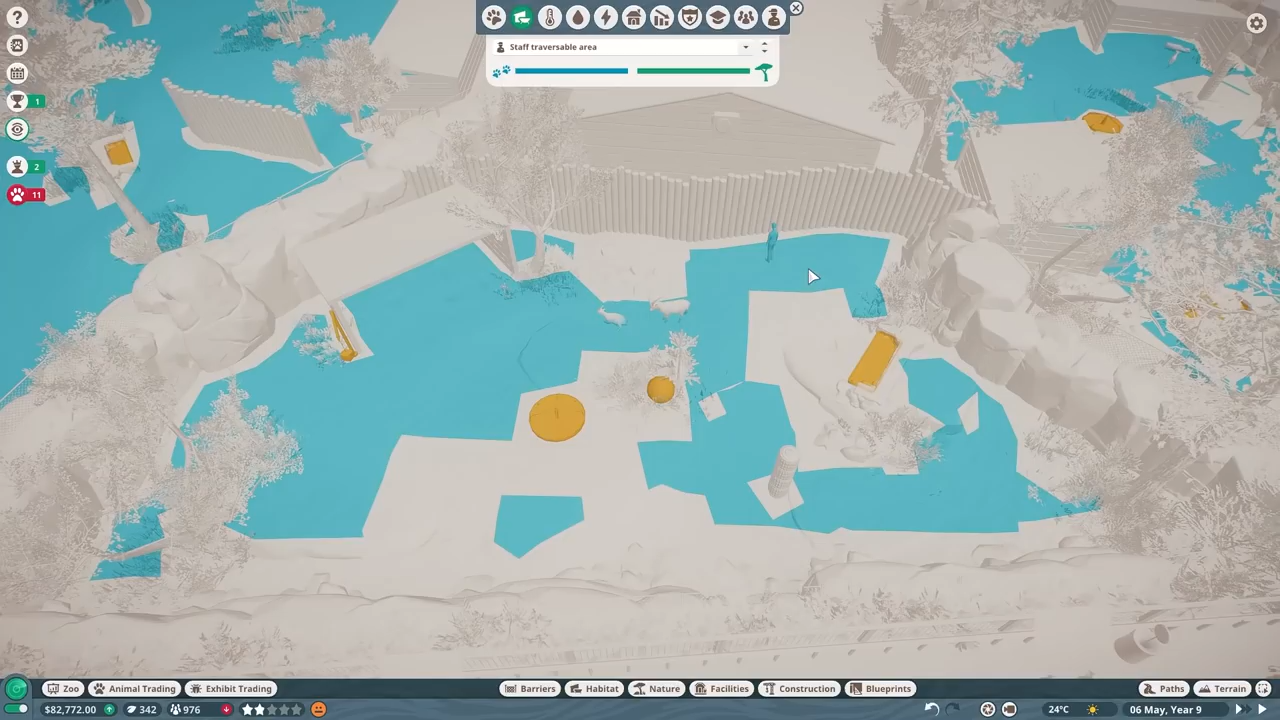 Staff traversable area
1
2
11
Zoo
Animal Trading
Exhibit Trading
Barriers
Habitat
Nature
Facilities
Construction
Blueprints
Paths
Terrain
$82,772.00
342
976
24°C
06 May, Year 9